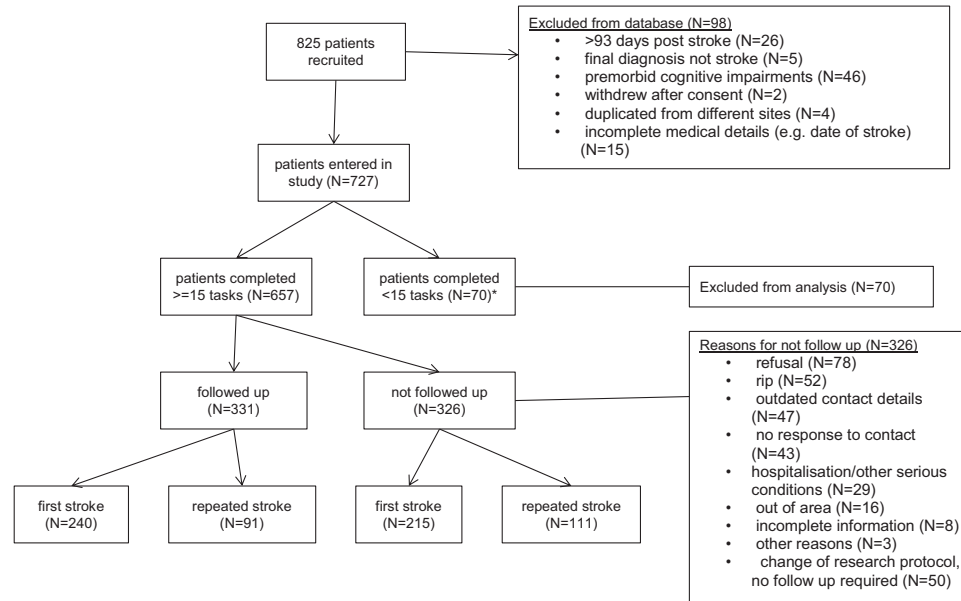 825 patients
recruited
Excluded from database (N=98)
• >93 days post stroke (N=26)
• final diagnosis not stroke (N=5)
• premorbid cognitive impairments (N=46)
• withdrew after consent (N=2)
• duplicated from different sites (N=4)
• incomplete medical details (e.g. date of stroke)
(N=15)
patients entered in
study (N=727)
patients completed
>=15 tasks (N=657)
patients completed
<15 tasks (N=70)*
Excluded from analysis (N=70)
followed up
(N=331)
not followed up
(N=326)
Reasons for not follow up (N=326)
• refusal (N=78)
• rip (N=52)
• outdated contact details
(N=47)
• no response to contact
(N=43)
• hospitalisation/other serious
conditions (N=29)
• out of area (N=16)
• incomplete information (N=8)
• other reasons (N=3)
• change of research protocol,
no follow up required (N=50)
first stroke
(N=240)
repeated stroke
(N=91)
first stroke
(N=215)
repeated stroke
(N=111)